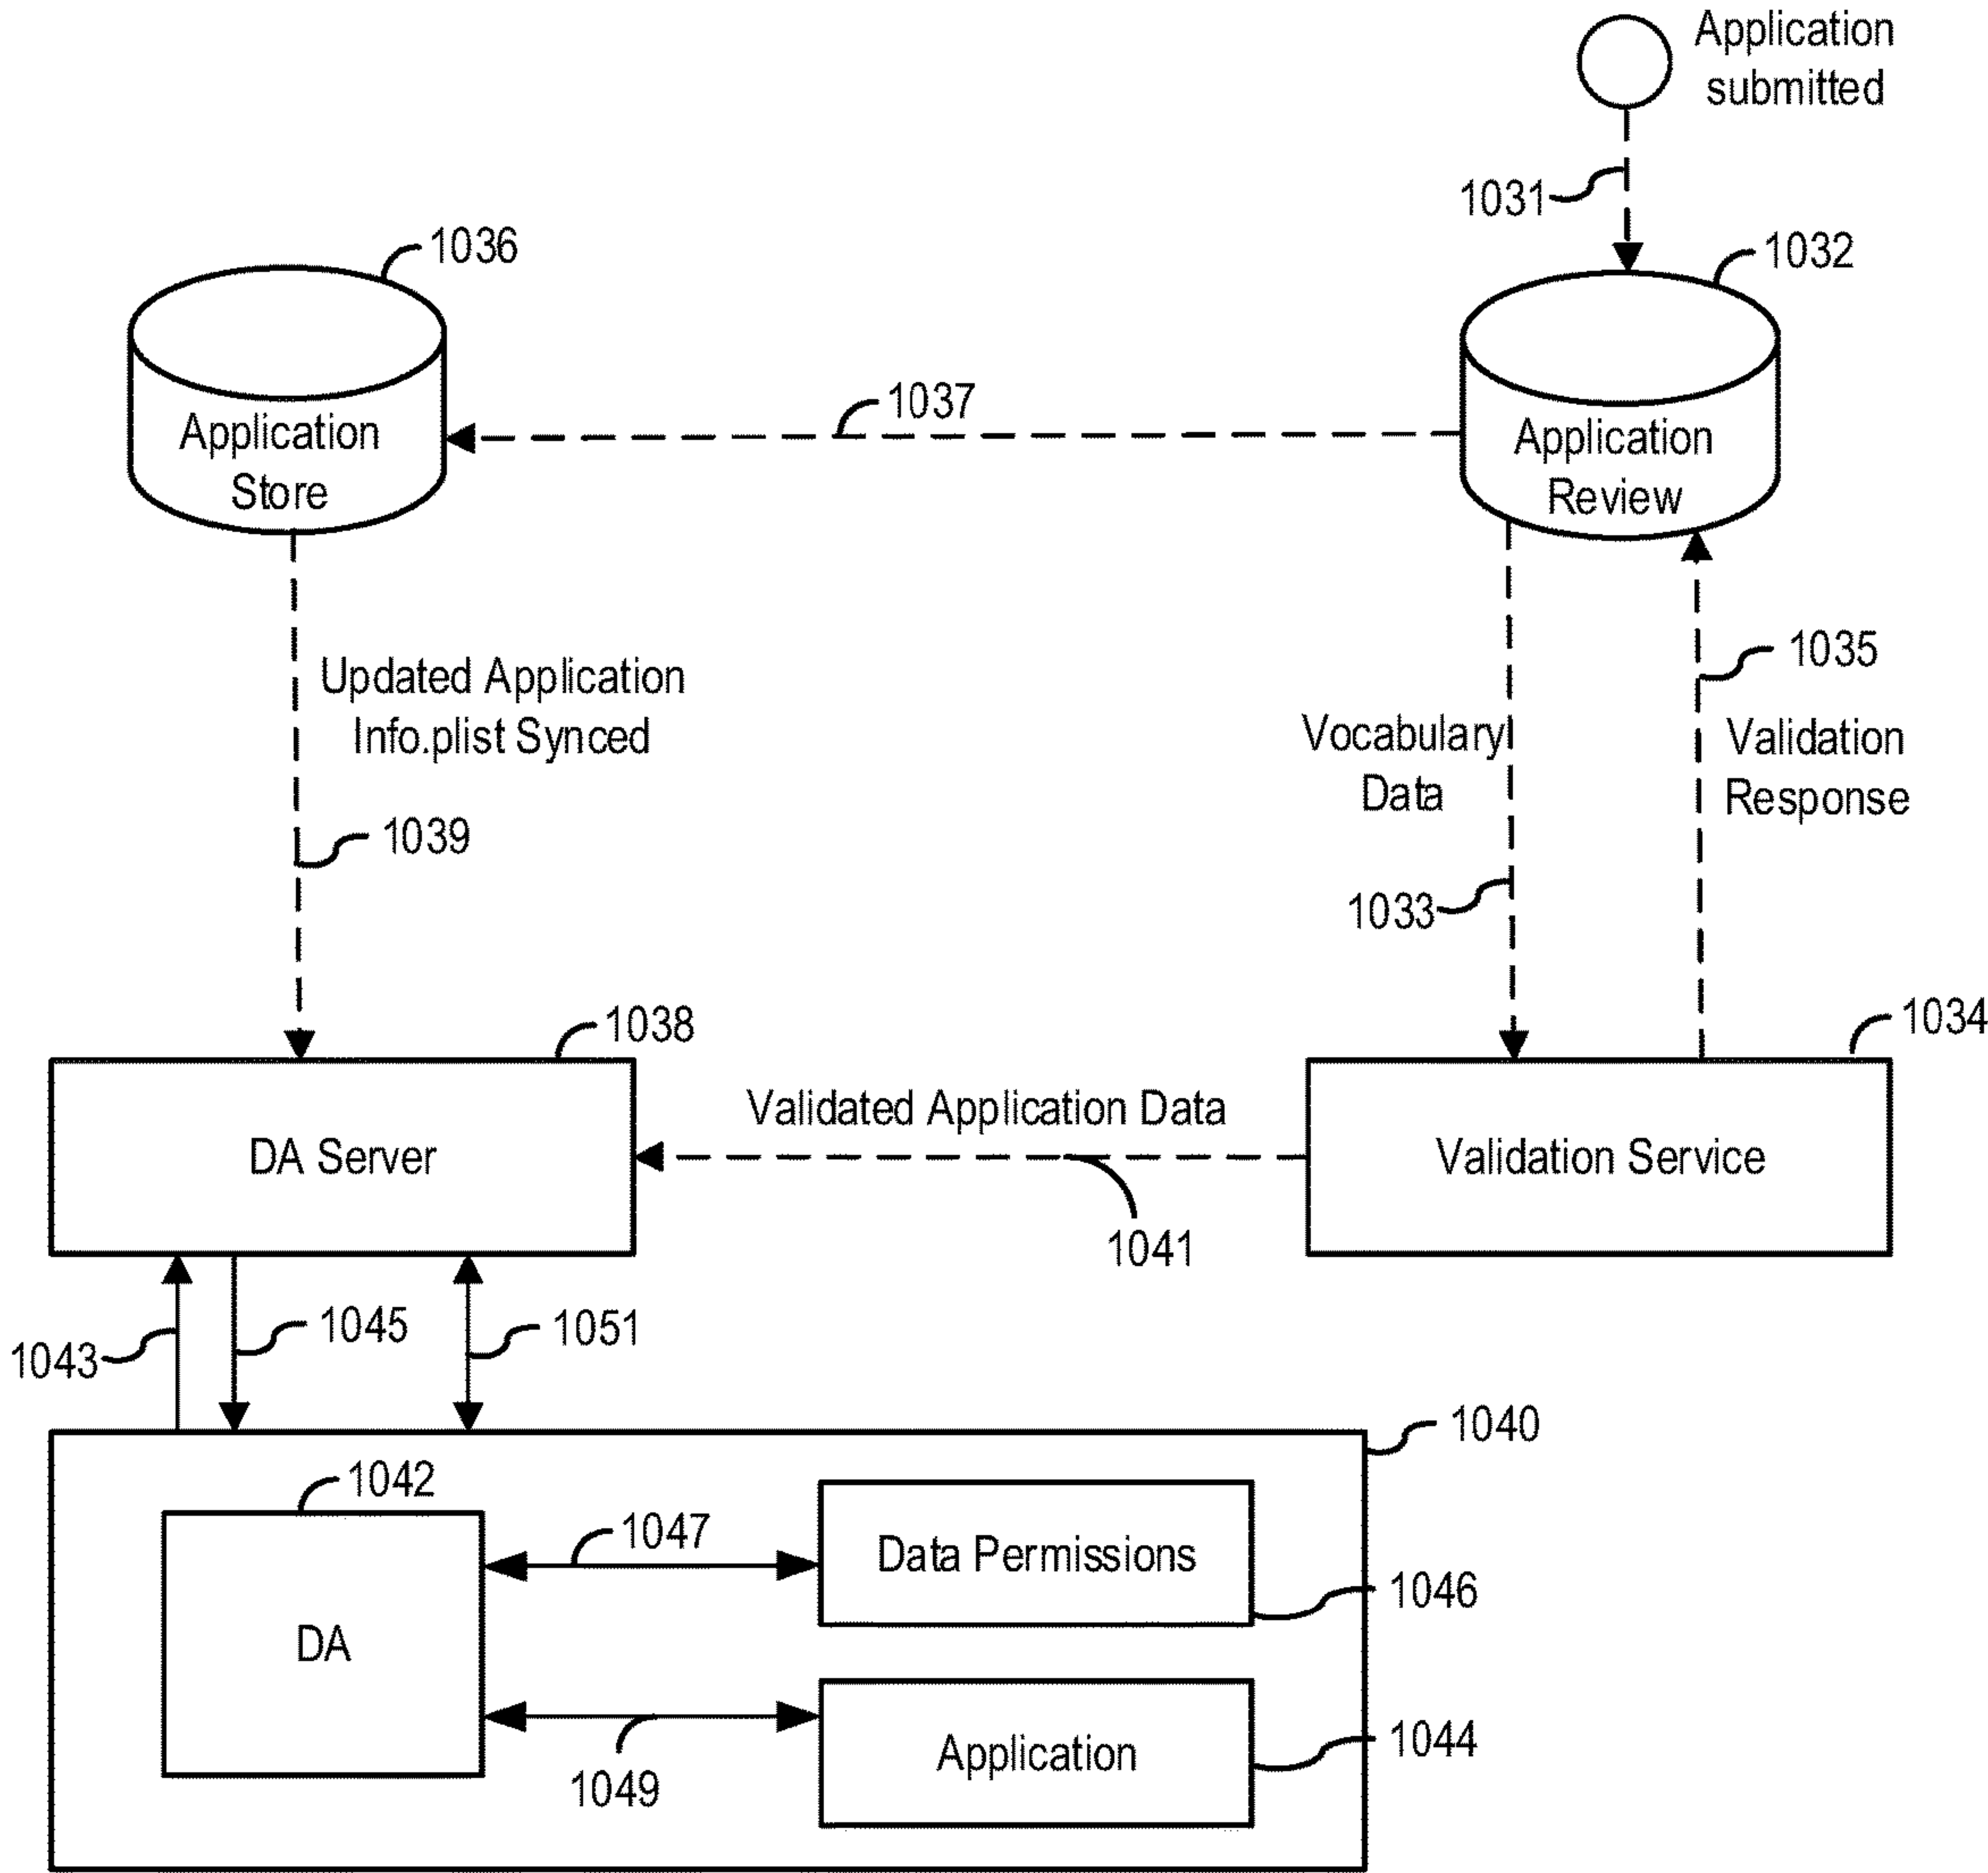 Application
submitted
1031
1036
1032
1037
Application
Store
Application
Review
1035
Updated Application
Info.plist Synced
Vocabulary
Data
Validation
Response
1039
1033
1038
1034
Validated Application Data
DA Server
Validation Service
1041
1043
1045
1051
1040
1042
1047
Data Permissions
1046
DA
Application
1044
1049